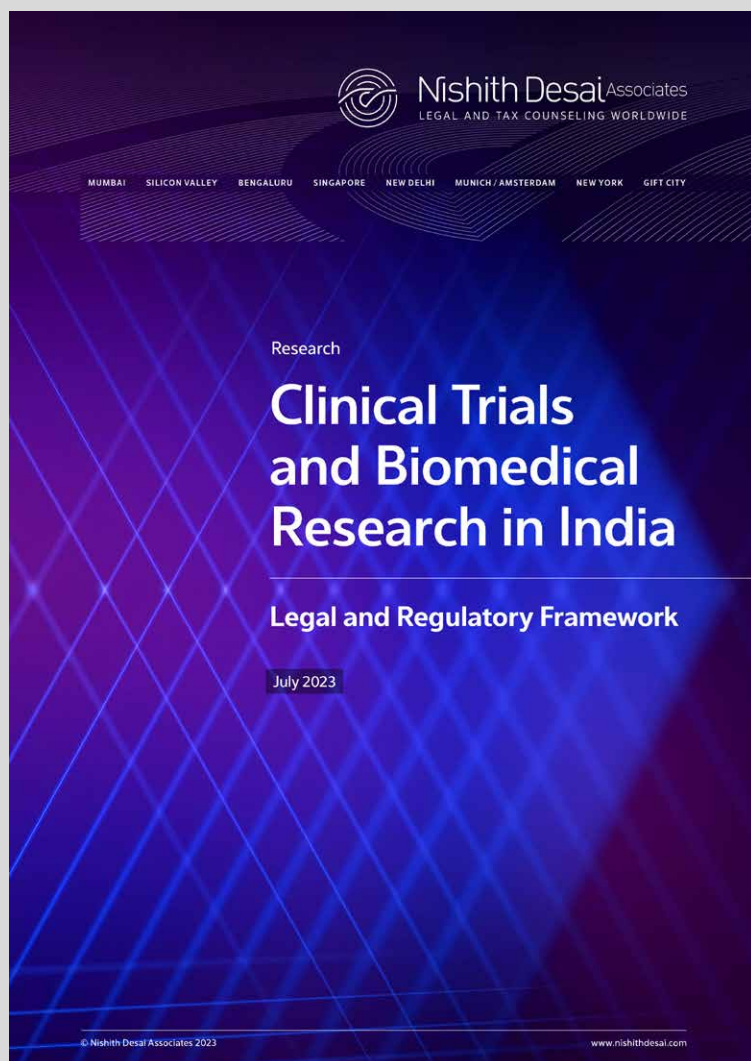 Nishith Desai Associates
LEGAL AND TAX COUNSELING WORLDWIDE
MUMBAI SILICON VALLEY BENGALURU SINGAPORE NEW DELHI MUNICH / AMSTERDAM NEW YORK GIFT CITY
Research
Clinical Trials
and Biomedical
Research in India
Legal and Regulatory Framework
July 2023
© Nishith Desai Associates 2023
www.nishithdesai.com